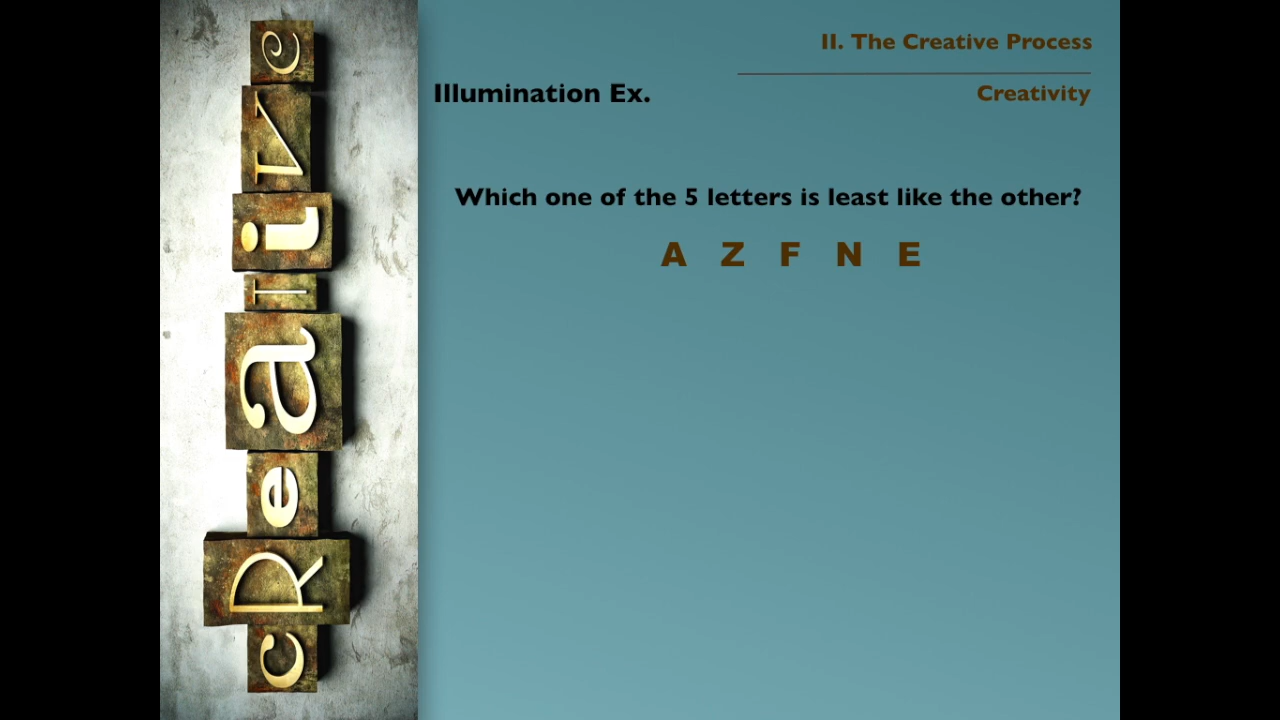 cReaTive
II. The Creative Process
Illumination Ex.
Creativity
Which one of the 5 letters is least like the other?
A Z F N E